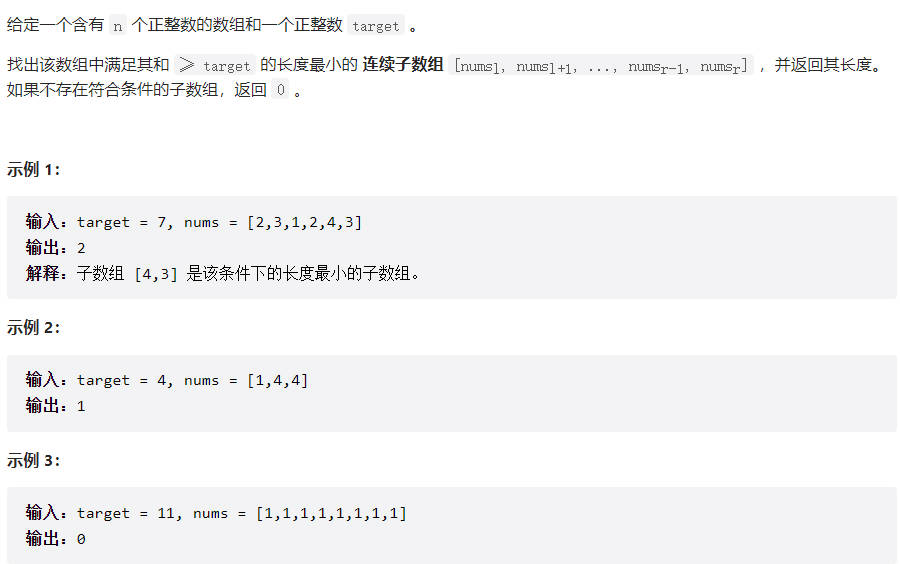 给定一个含有 n 个正整数的数组和一个正整数 target 。
找出该数组中满足其和 ≥ target 的长度最小的 连续子数组 [numsl, numsl+1, ..., numsr-1, numsr] ，并返回其长度。
如果不存在符合条件的子数组，返回 0 。
示例 1：
输入：target = 7, nums = [2,3,1,2,4,3]
输出：2
解释：子数组 [4,3] 是该条件下的长度最小的子数组。
示例 2：
输入：target = 4, nums = [1,4,4]
输出：1
示例 3：
输入：target = 11, nums = [1,1,1,1,1,1,1,1]
输出：0